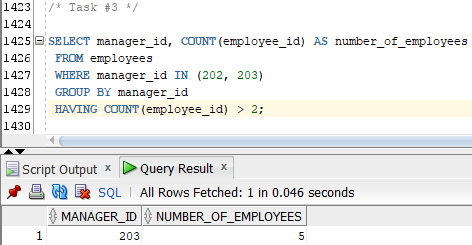 1423 /* Task #3 */
1424
1425 SELECT manager_id, COUNT(employee_id) AS number_of_employees
1426 FROM employees
1427 WHERE manager_id IN (202, 203)
1428 GROUP BY manager_id
1429 HAVING COUNT(employee_id) > 2;
1430
Script Output x Query Result x
SQL | All Rows Fetched: 1 in 0.046 seconds
MANAGER_ID NUMBER_OF_EMPLOYEES
1 203 5